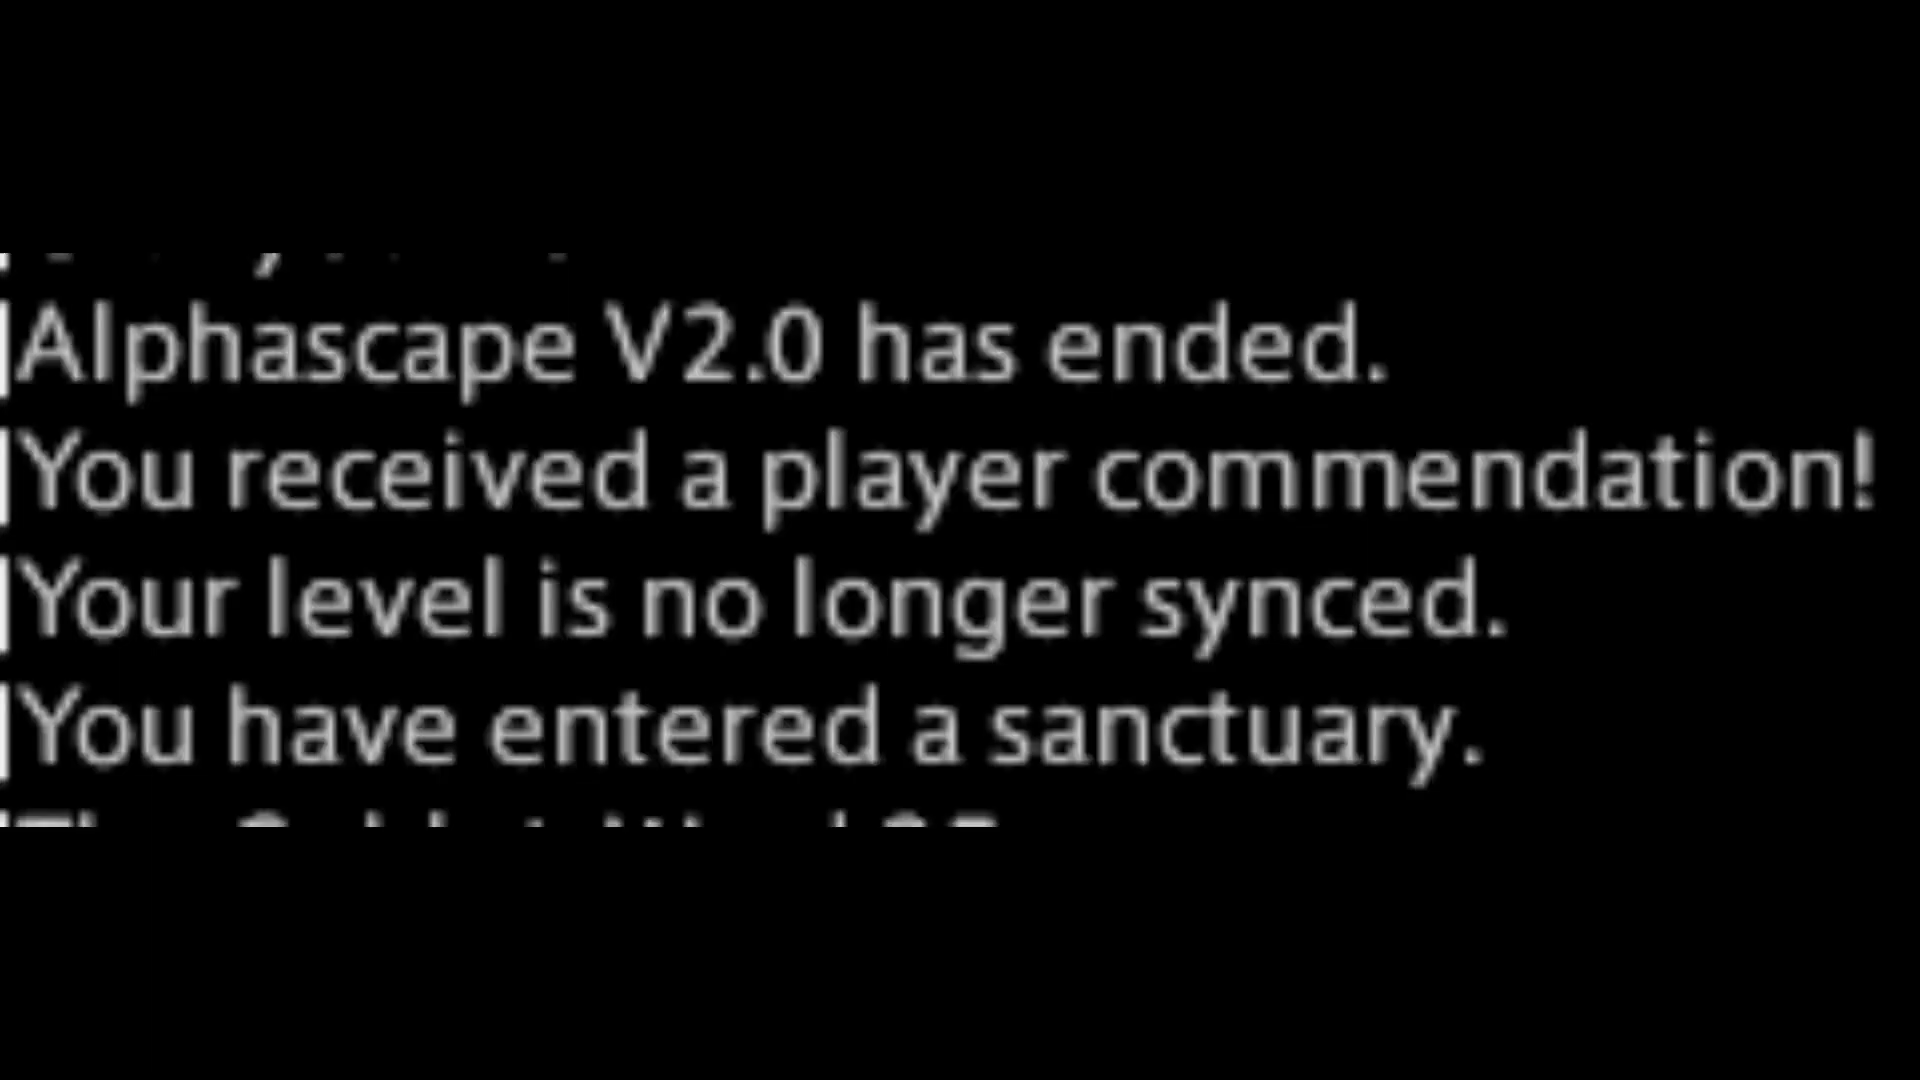 Alphascape V2.0 has ended.
You received a player commendation!
Your level is no longer synced.
You have entered a sanctuary.